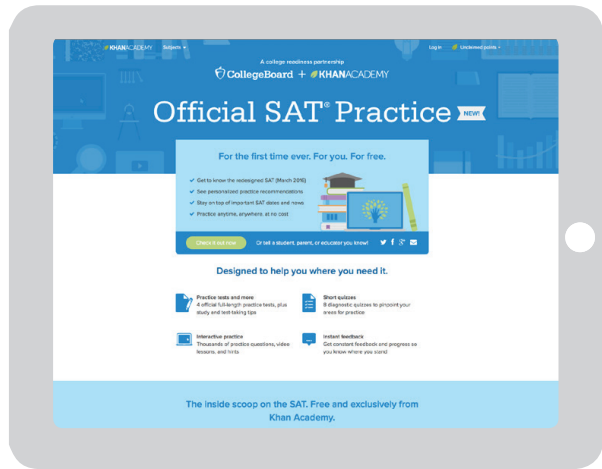 KHANACADEMY Subjects Log in Unclaimed points
A college readiness partnership
CollegeBoard + KHANACADEMY
Official SAT® Practice NEW!
For the first time ever. For you. For free.
Get to know the redesigned SAT (March 2016)
See personalized practice recommendations
Stay on top of important SAT dates and news
Practice anytime, anywhere, at no cost
Check it out now Or tell a student, parent, or educator you know!
Designed to help you where you need it.
Practice tests and more
4 official full-length practice tests, plus
study and test-taking tips
Short quizzes
8 diagnostic quizzes to pinpoint your
areas for practice
Interactive practice
Thousands of practice questions, video
lessons, and hints
Instant feedback
Get constant feedback and progress so
you know where you stand
The inside scoop on the SAT. Free and exclusively from
Khan Academy.